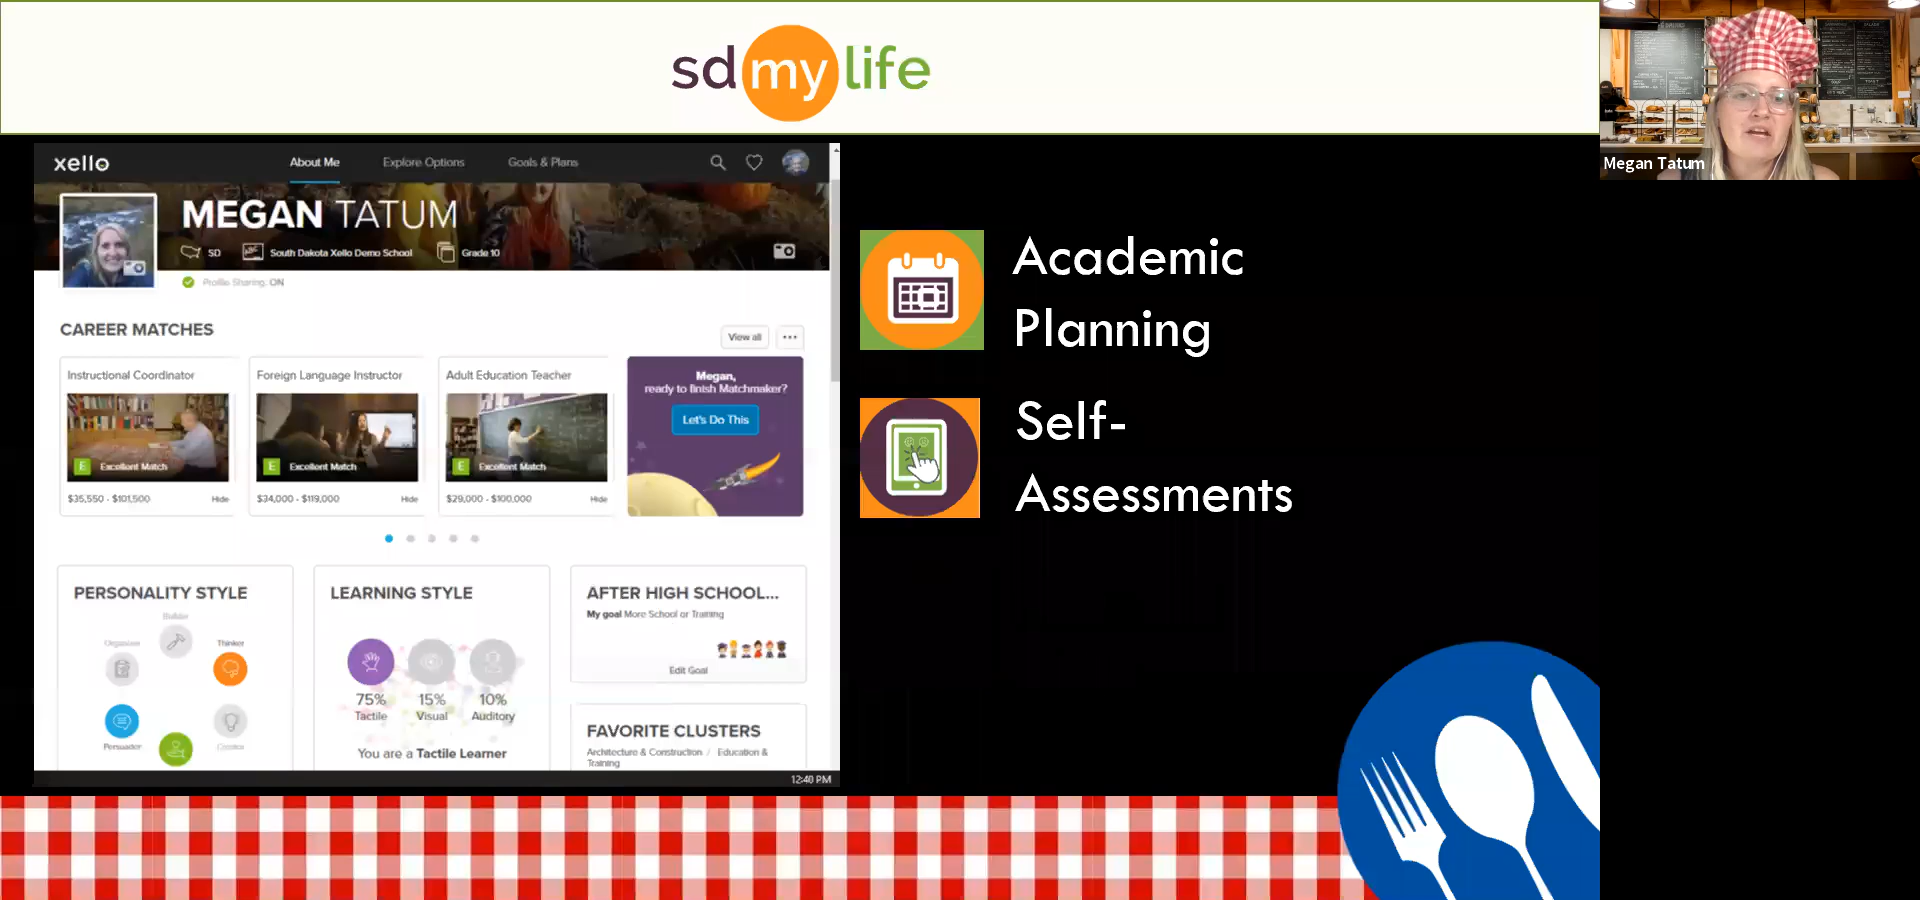 sd my life
xello
About Me
Explore Options
Goals & Plans
MEGAN TATUM
SD
South Dakota Xello Demo School
Grade 10
Profile Sharing: ON
CAREER MATCHES
View all
Instructional Coordinator
Foreign Language Instructor
Adult Education Teacher
Megan,
ready to finish Matchmaker?
Let's Do This
E Excellent Match
E Excellent Match
E Excellent Match
$35,550 - $101,500 Hide
$34,000 - $119,000 Hide
$29,000 - $100,000 Hide
PERSONALITY STYLE
Builder
Organiser
Thinker
Persuader
Creator
LEARNING STYLE
75%
Tactile
15%
Visual
10%
Auditory
You are a Tactile Learner
AFTER HIGH SCHOOL...
My goal More School or Training
Edit Goal
FAVORITE CLUSTERS
Architecture & Construction / Education &
Training
12:40 PM
Academic
Planning
Self-
Assessments
Megan Tatum